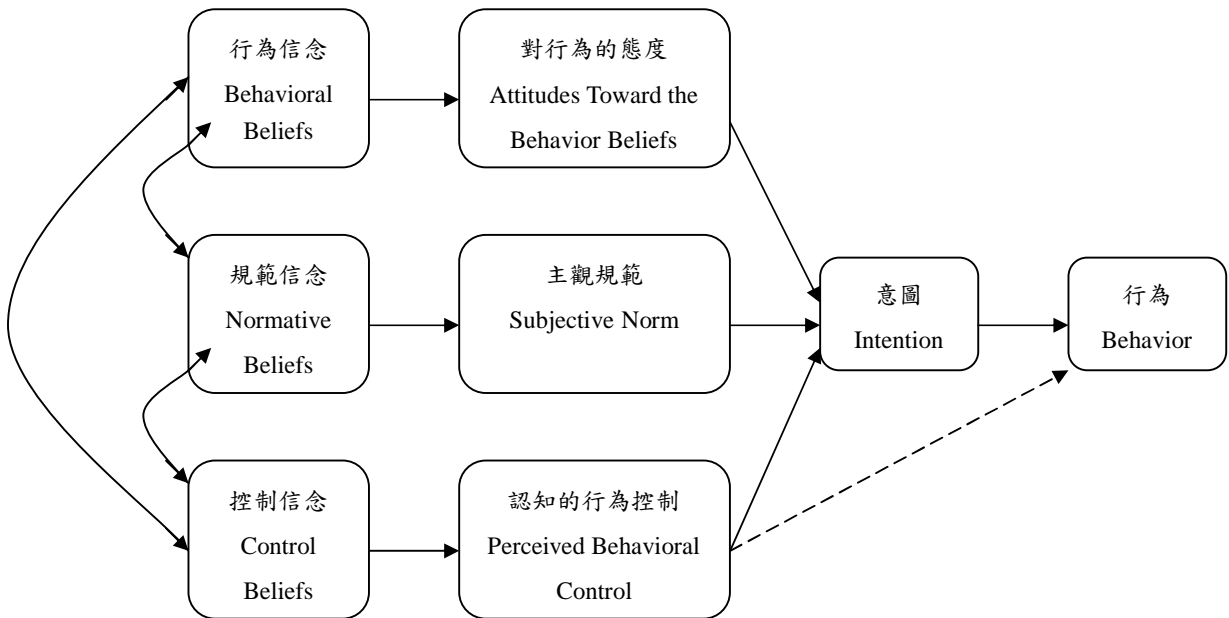 行為信念
Behavioral
Beliefs
對行為的態度
Attitudes Toward the
Behavior Beliefs
規範信念
Normative
Beliefs
主觀規範
Subjective Norm
意圖
Intention
行為
Behavior
控制信念
Control
Beliefs
認知的行為控制
Perceived Behavioral
Control